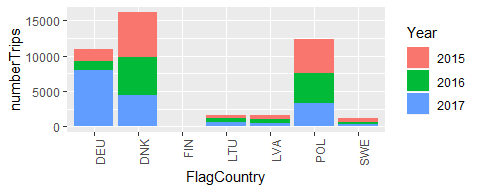 numberTrips
15000
10000
5000
0
DEU
DNK
FIN
LTU
LVA
POL
SWE
FlagCountry
Year
2015
2016
2017